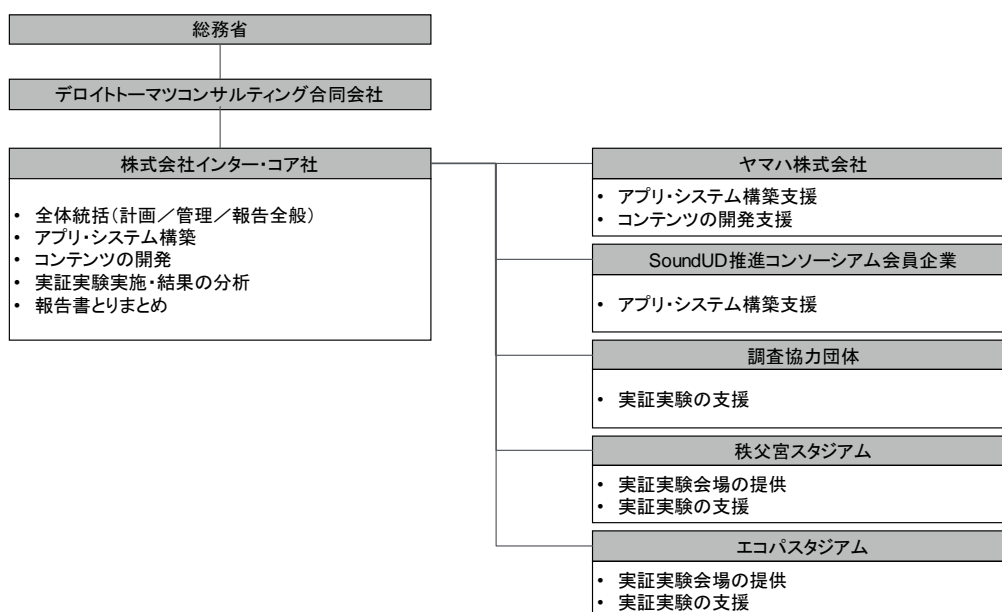 総務省
デロイトトーマツコンサルティング合同会社
株式会社インター・コア社
• 全体統括(計画／管理／報告全般)
• アプリ・システム構築
• コンテンツの開発
• 実証実験実施・結果の分析
• 報告書とりまとめ
ヤマハ株式会社
• アプリ・システム構築支援
• コンテンツの開発支援
SoundUD推進コンソーシアム会員企業
• アプリ・システム構築支援
調査協力団体
• 実証実験の支援
秩父宮スタジアム
• 実証実験会場の提供
• 実証実験の支援
エコパスタジアム
• 実証実験会場の提供
• 実証実験の支援